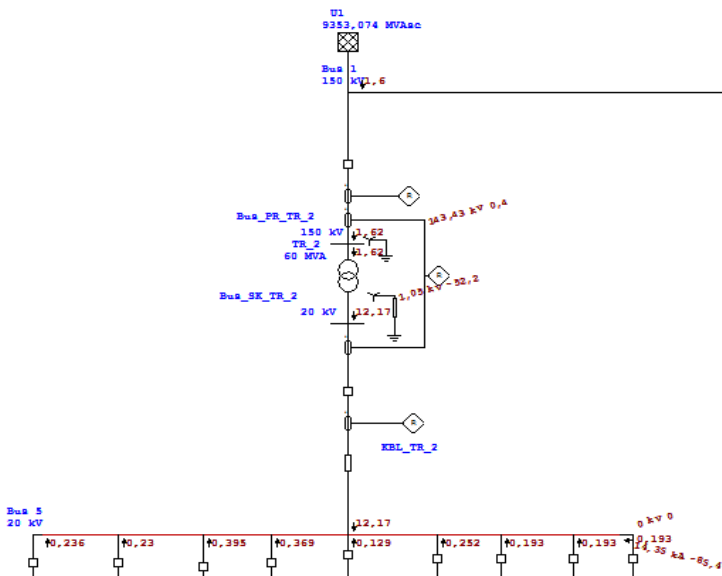 U1
9353,074 MVAsc
Bus 1
150 kV
1,6
R
Bus_PR_TR_2
143,43 kV 0,4
150 kV
1,62
TR_2
1,62
60 MVA
R
Bus_SK_TR_2
1,05 kV -52,2
20 kV
12,17
R
KBL_TR_2
Bus 5
20 kV
12,17
0 kV 0
0,236
0,23
0,395
0,369
0,129
0,252
0,193
0,193
0,193
14,35 kA -85,4